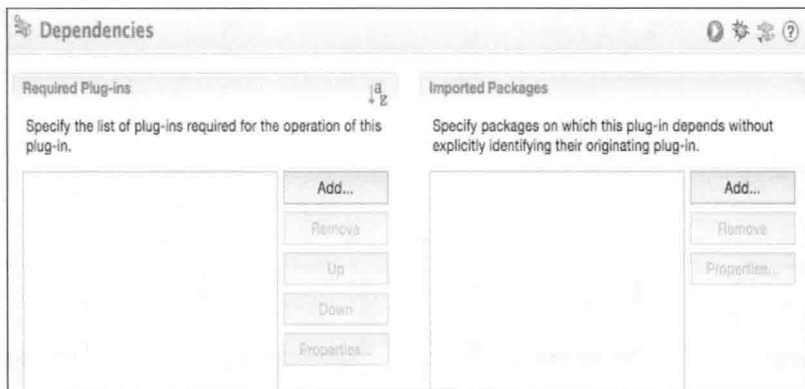 Dependencies
Required Plug-ins
Specify the list of plug-ins required for the operation of this
plug-in.
Add...
Remove
Up
Down
Properties...
Imported Packages
Specify packages on which this plug-in depends without
explicitly identifying their originating plug-in.
Add...
Remove
Properties...